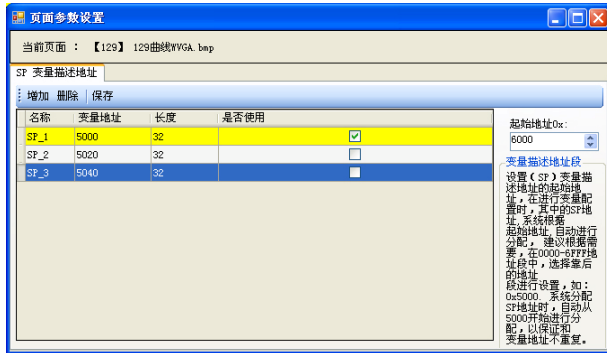 页面参数设置
当前页面 : 【129】 129曲线WVGA.bmp
SP 变量描述地址
增加 删除 保存
名称 变量地址 长度 是否使用
SP_1 5000 32
SP_2 5020 32
SP_3 5040 32
起始地址0x:
6000
变量描述地址段
设置(SP)变量描
述地址的起始地
址,在进行变量配
置时,其中的SP地
址,系统根据
起始地址,自动进行
分配, 建议根据需
要,在0000-6FFF地
址段中,选择靠后
的地址
段进行设置,如:
0x5000. 系统分配
SP地址时,自动从
5000开始进行分
配,以保证和
变量地址不重复。